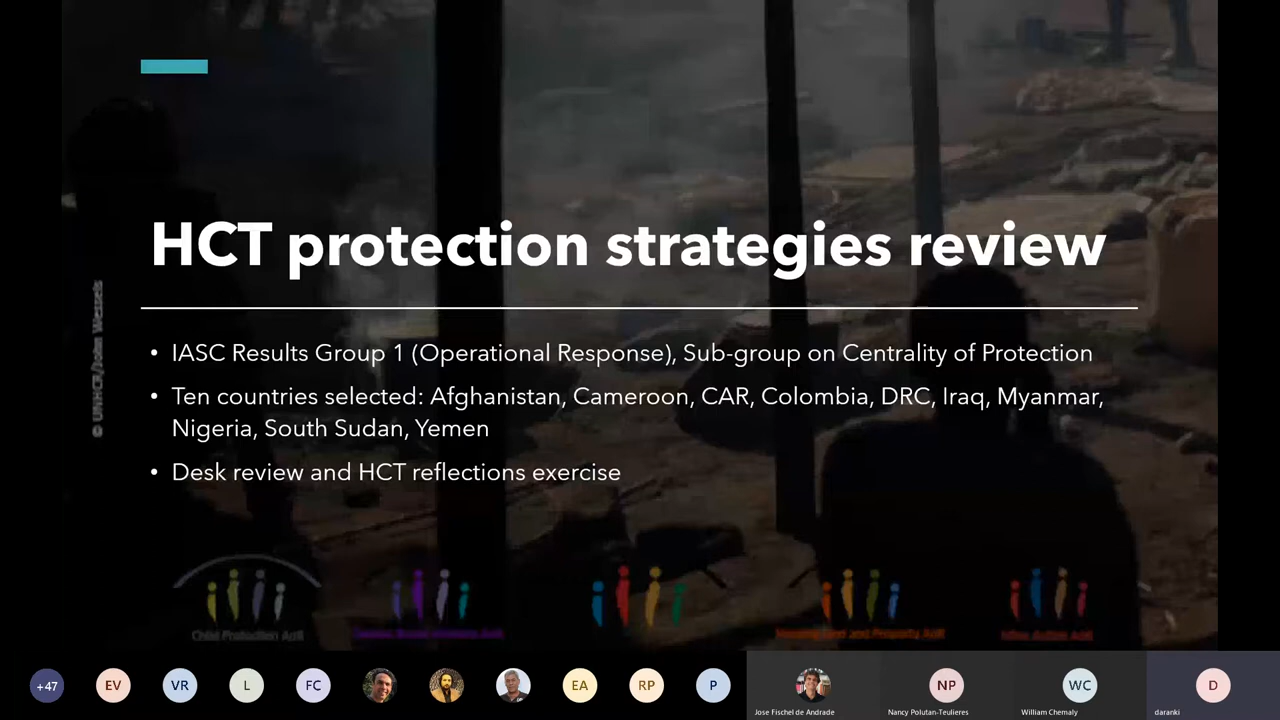 HCT protection strategies review
© UNHCR/John Wessels
• IASC Results Group 1 (Operational Response), Sub-group on Centrality of Protection
• Ten countries selected: Afghanistan, Cameroon, CAR, Colombia, DRC, Iraq, Myanmar,
Nigeria, South Sudan, Yemen
• Desk review and HCT reflections exercise
Child Protection AoR
Housing Land and Property AoR
Mine Action AoR
+47
EV
VR
L
FC
EA
RP
P
NP
WC
D
Jose Fischel de Andrade
Nancy Polutan-Teulieres
William Chemaly
daranki